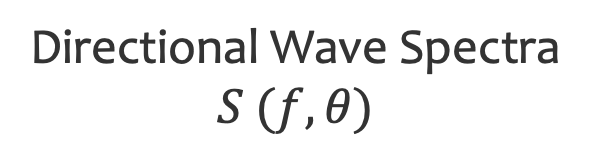 Directional Wave Spectra
S (f, θ)